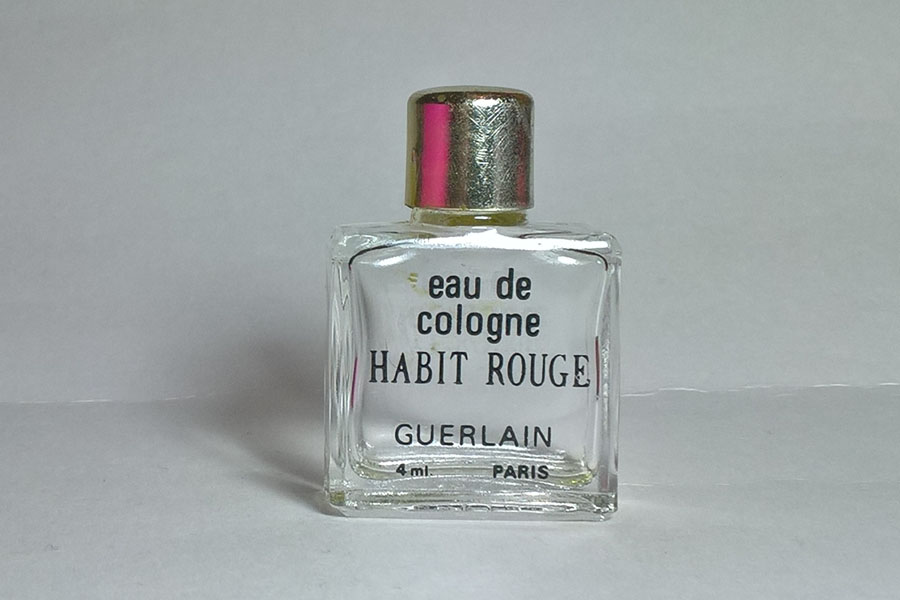 eau de
cologne
HABIT ROUGE
GUERLAIN
4 ml. PARIS